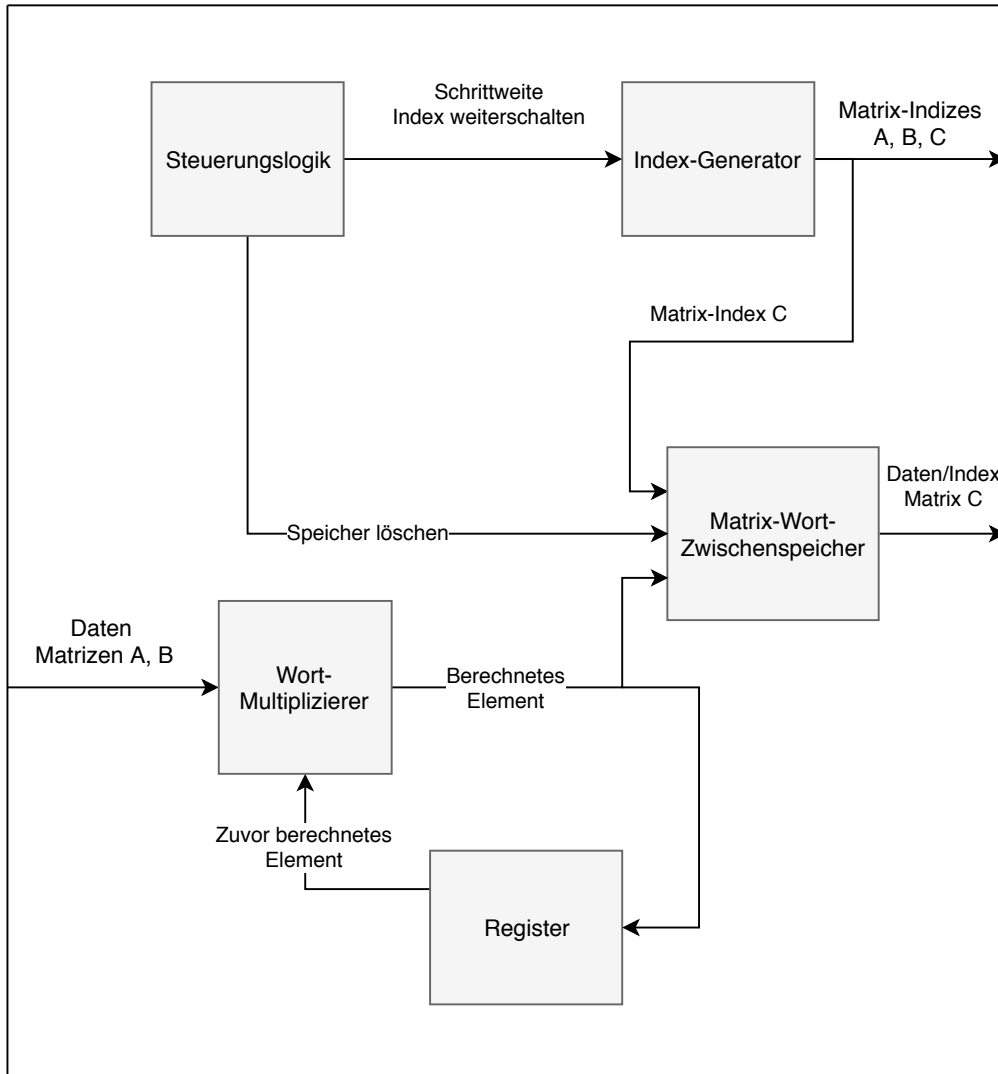 Schrittweite
Index weiterschalten
Matrix-Indizes
A, B, C
Steuerungslogik
Index-Generator
Matrix-Index C
Daten/Index
Matrix C
Speicher löschen
Matrix-Wort-
Zwischenspeicher
Daten
Matrizen A, B
Wort-
Multiplizierer
Berechnetes
Element
Zuvor berechnetes
Element
Register